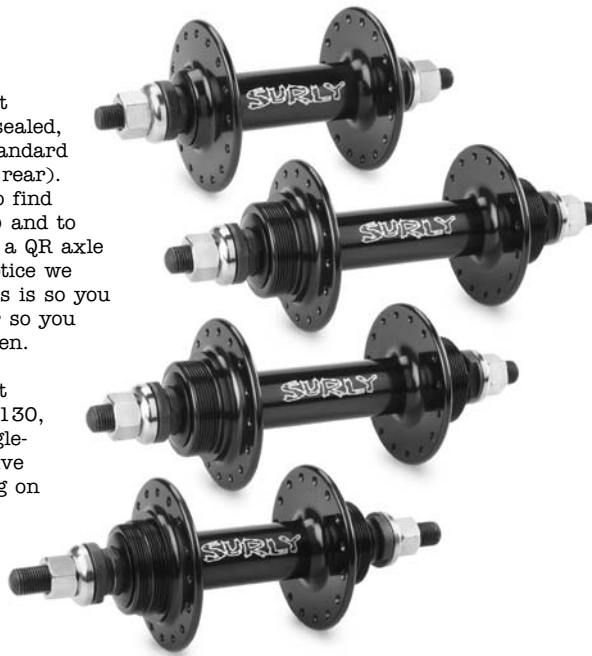 t
sealed,
andard
rear).
o find
o and to
a QR axle
tice we
s is so you
r so you
en.
t
130,
gle-
ve
g on
SURLY
SURLY
SURLY
SURLY